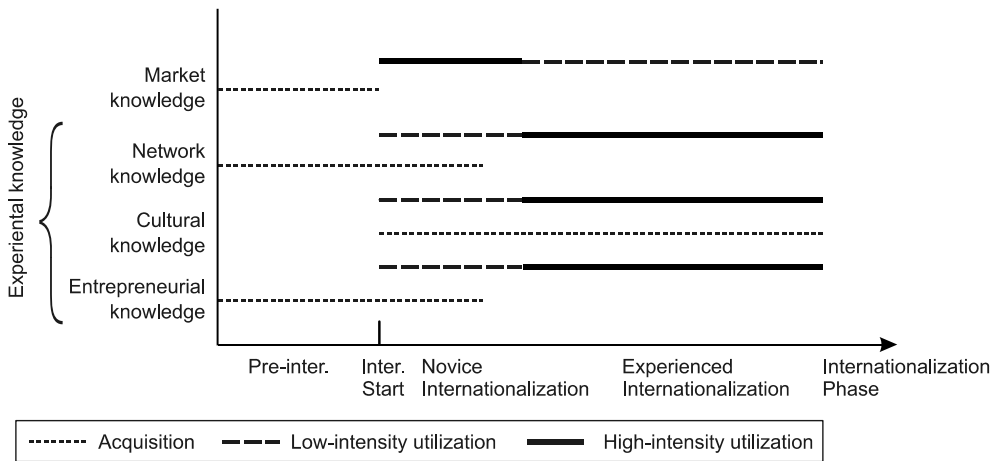 Experiental knowledge
Market
knowledge
Network
knowledge
Cultural
knowledge
Entrepreneurial
knowledge
Pre-inter.
Inter.
Start
Novice
Internationalization
Experienced
Internationalization
Internationalization
Phase
Acquisition
Low-intensity utilization
High-intensity utilization